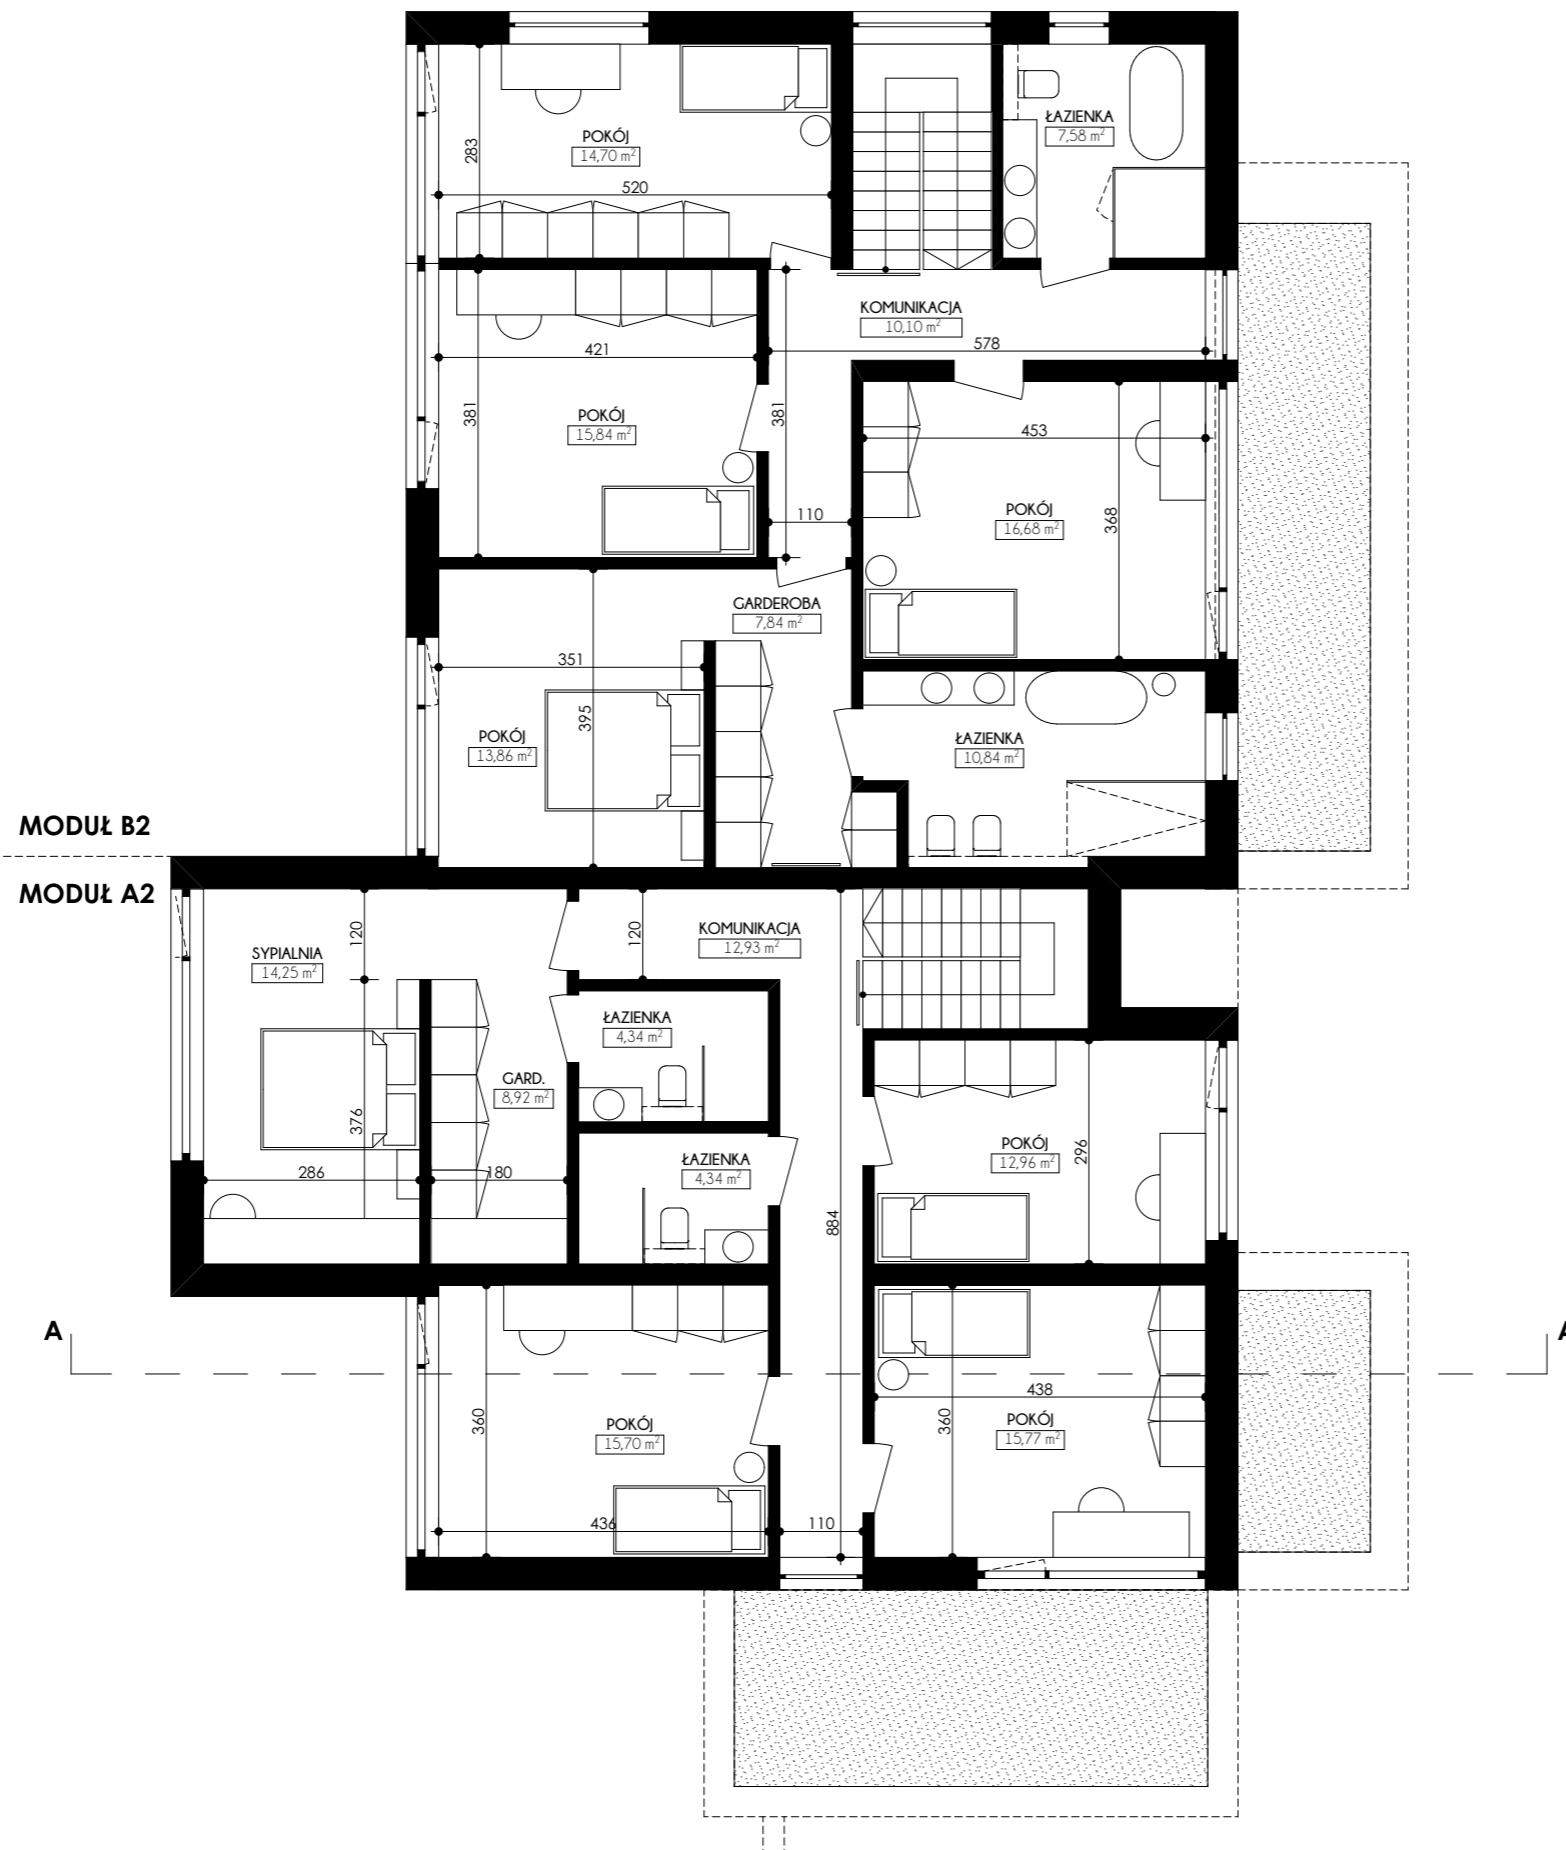 POKÓJ
14,70 m²
283
520
ŁAZIENKA
7,58 m²
KOMUNIKACJA
10,10 m²
578
421
381
POKÓJ
15,84 m²
381
110
453
POKÓJ
16,68 m²
368
GARDEROBA
7,84 m²
351
395
POKÓJ
13,86 m²
ŁAZIENKA
10,84 m²
MODUŁ B2
MODUŁ A2
120
SYPIALNIA
14,25 m²
120
KOMUNIKACJA
12,93 m²
ŁAZIENKA
4,34 m²
GARD.
8,92 m²
376
286
180
ŁAZIENKA
4,34 m²
884
POKÓJ
12,96 m²
296
A
A
360
POKÓJ
15,70 m²
436
110
438
360
POKÓJ
15,77 m²